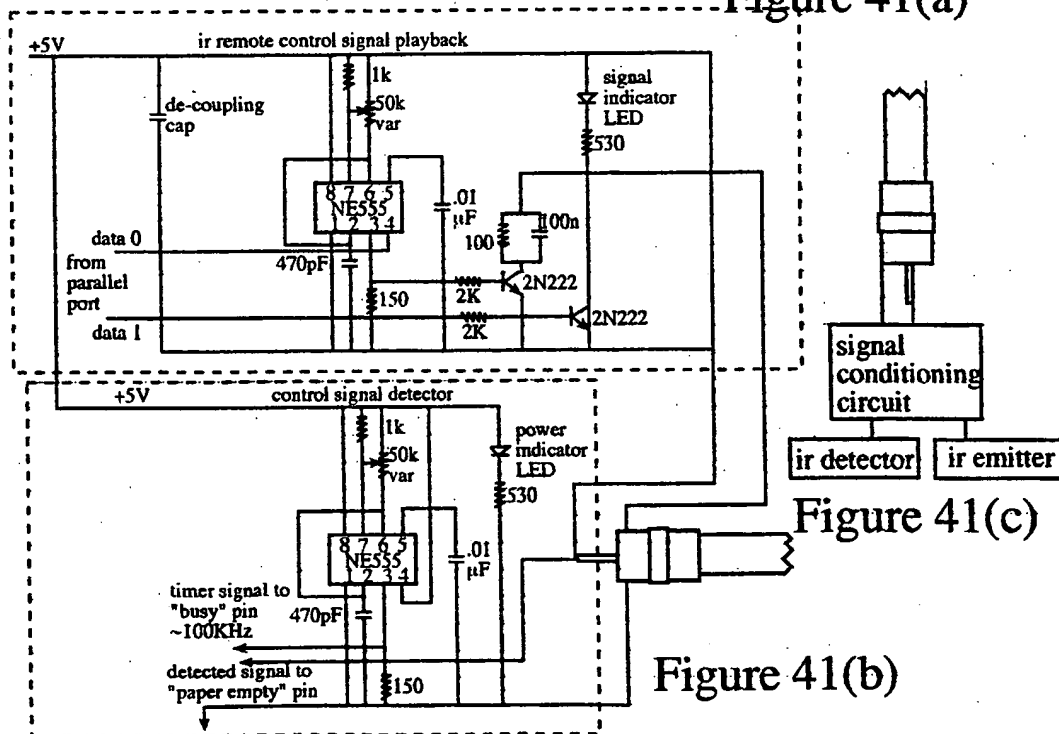 Figure 41(a)
+5V
ir remote control signal playback
1k
50k
var
de-coupling
cap
signal
indicator
LED
530
8 7 6 5
NE555
1 2 3 4
.01
µF
100
100n
data 0
from
parallel
port
470pF
150
2K
2N222
data 1
2K
2N222
signal
conditioning
circuit
ir detector
ir emitter
Figure 41(c)
+5V
control signal detector
1k
50k
var
power
indicator
LED
530
8 7 6 5
NE555
1 2 3 4
.01
µF
timer signal to
"busy" pin
~100KHz
470pF
detected signal to
"paper empty" pin
150
Figure 41(b)